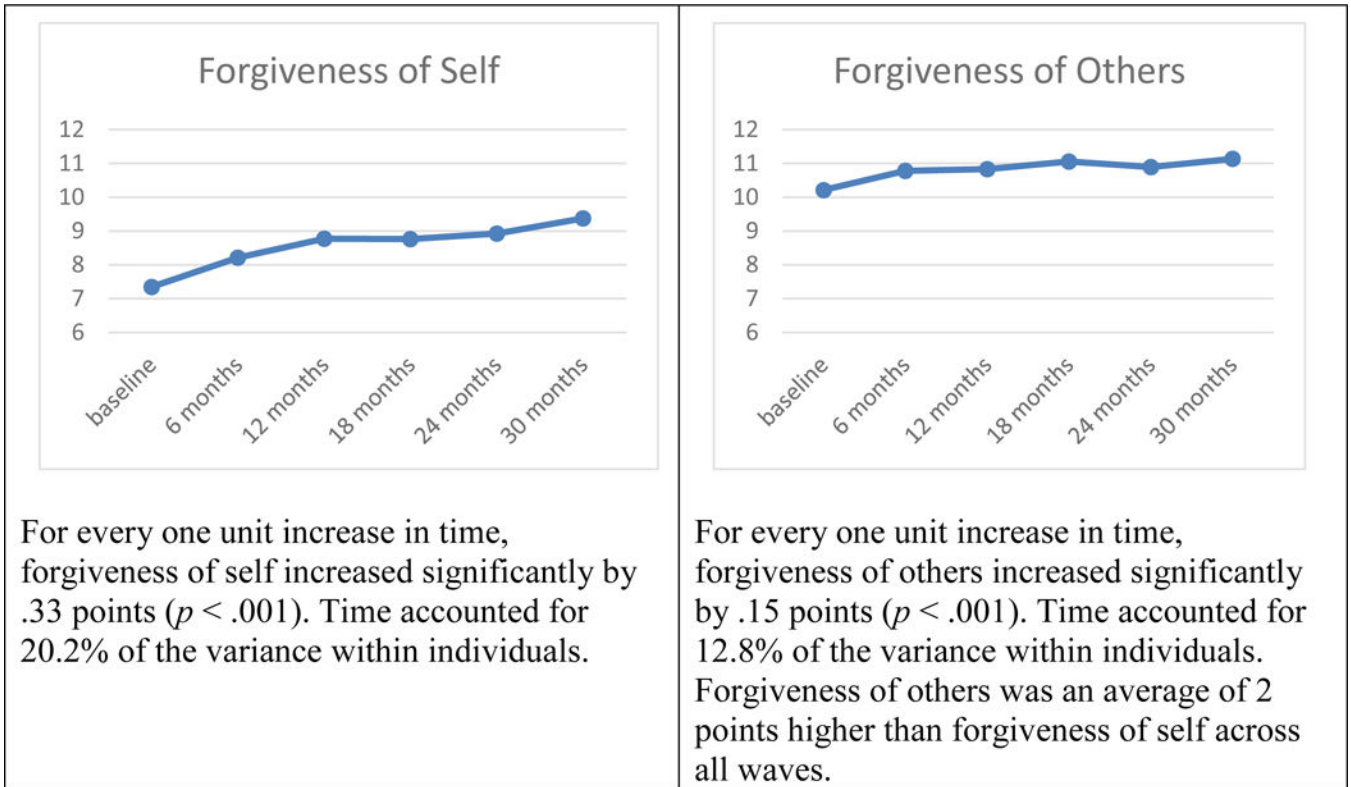 Forgiveness of Self
12
11
10
9
8
7
6
baseline
6 months
12 months
18 months
24 months
30 months
For every one unit increase in time,
forgiveness of self increased significantly by
.33 points (p < .001). Time accounted for
20.2% of the variance within individuals.
Forgiveness of Others
12
11
10
9
8
7
6
baseline
6 months
12 months
18 months
24 months
30 months
For every one unit increase in time,
forgiveness of others increased significantly
by .15 points (p < .001). Time accounted for
12.8% of the variance within individuals.
Forgiveness of others was an average of 2
points higher than forgiveness of self across
all waves.